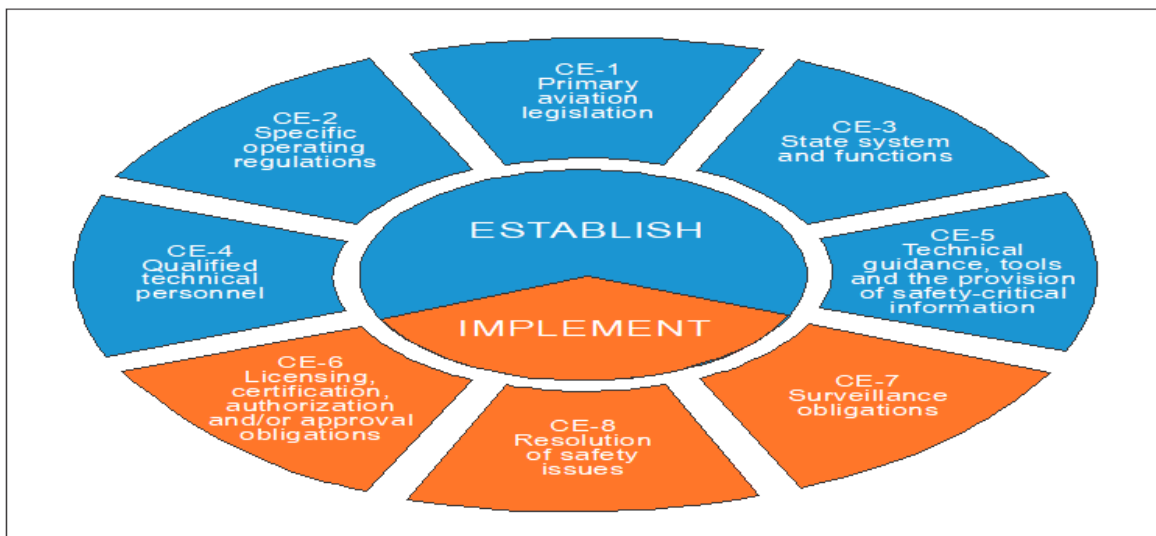 CE-1
Primary
aviation
legislation
CE-2
Specific
operating
regulations
CE-3
State system
and functions
CE-4
Qualified
technical
personnel
ESTABLISH
CE-5
Technical
guidance, tools
and the provision
of safety-critical
information
IMPLEMENT
CE-6
Licensing,
certification,
authorization
and/or approval
obligations
CE-8
Resolution
of safety
issues
CE-7
Surveillance
obligations